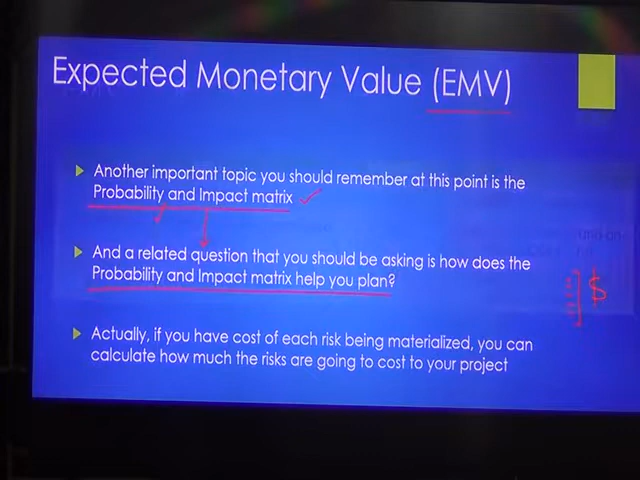 Expected Monetary Value (EMV)
Another important topic you should remember at this point is the
Probability and Impact matrix
And a related question that you should be asking is how does the
Probability and Impact matrix help you plan?
$
Actually, if you have cost of each risk being materialized, you can
calculate how much the risks are going to cost to your project